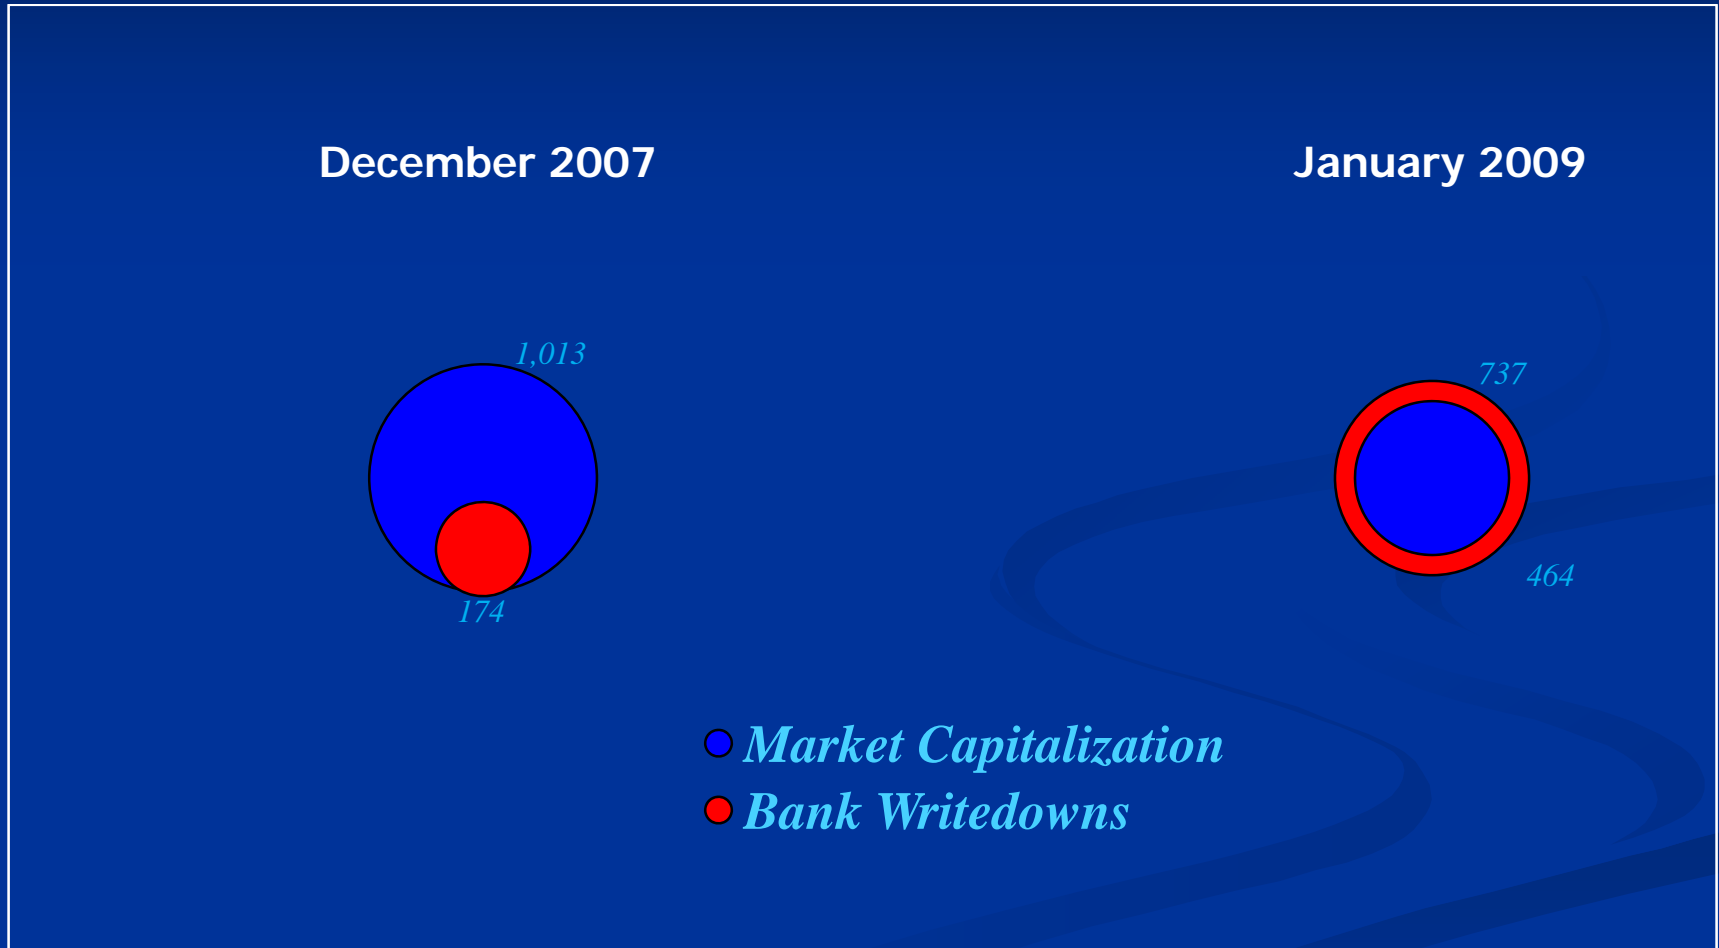 December 2007
January 2009
1,013
737
174
464
Market Capitalization
Bank Writedowns